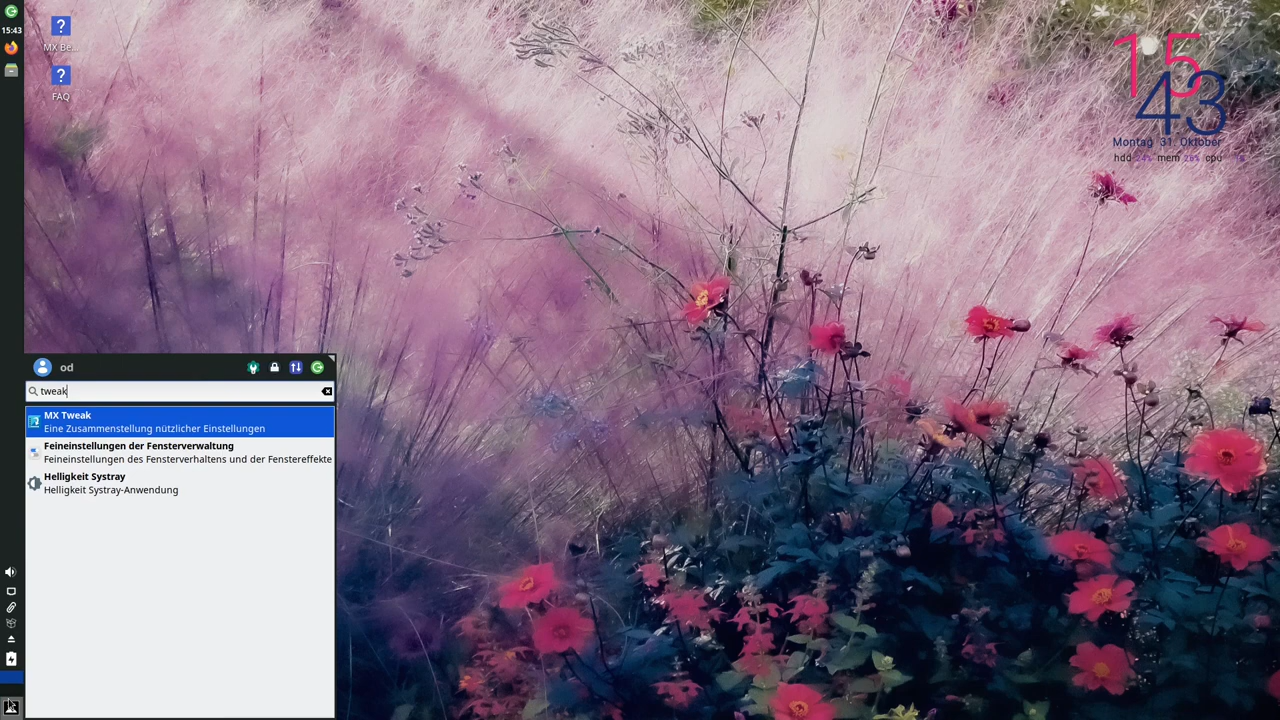 15:43
MX Be...
FAQ
15
43
Montag 31. Oktober
hdd 24% mem 25% cpu
od
tweak
MX Tweak
Eine Zusammenstellung nützlicher Einstellungen
Feineinstellungen der Fensterverwaltung
Feineinstellungen des Fensterverhaltens und der Fenstereffekte
Helligkeit Systray
Helligkeit Systray-Anwendung